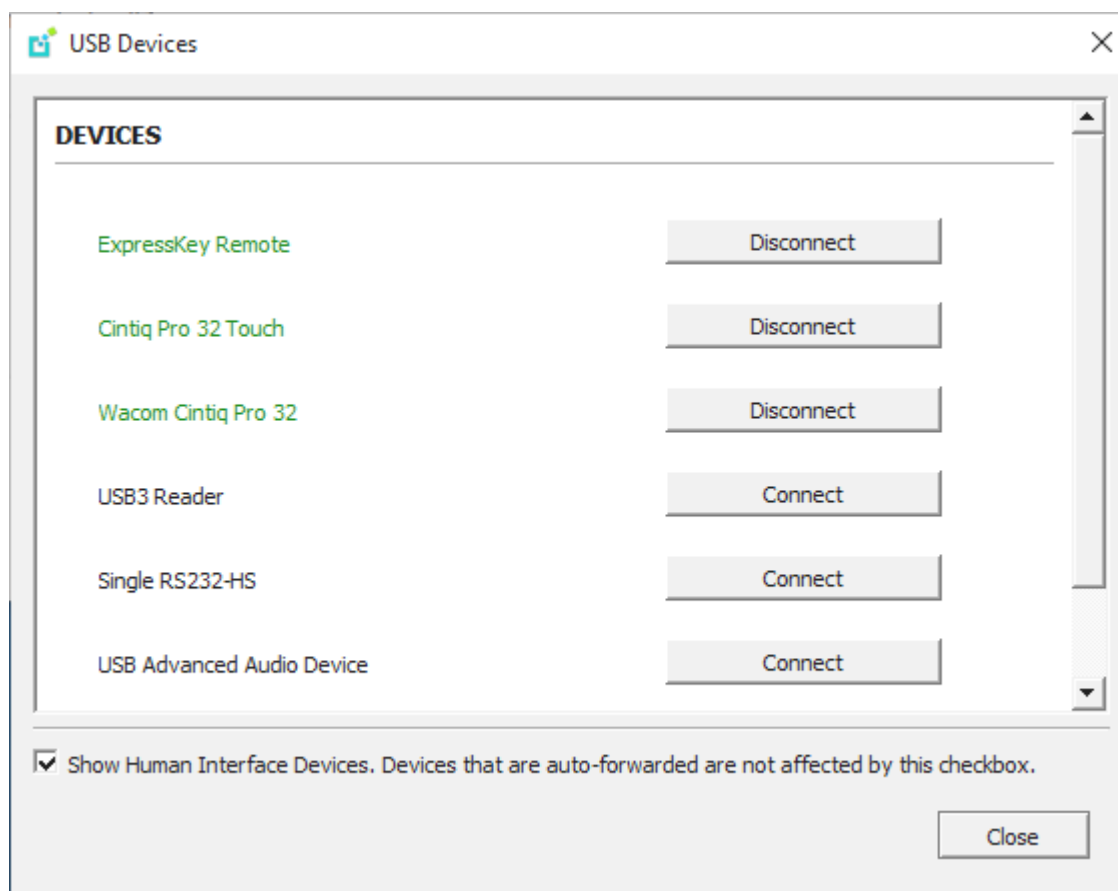 USB Devices
DEVICES
ExpressKey Remote Disconnect
Cintiq Pro 32 Touch Disconnect
Wacom Cintiq Pro 32 Disconnect
USB3 Reader Connect
Single RS232-HS Connect
USB Advanced Audio Device Connect
Show Human Interface Devices. Devices that are auto-forwarded are not affected by this checkbox.
Close